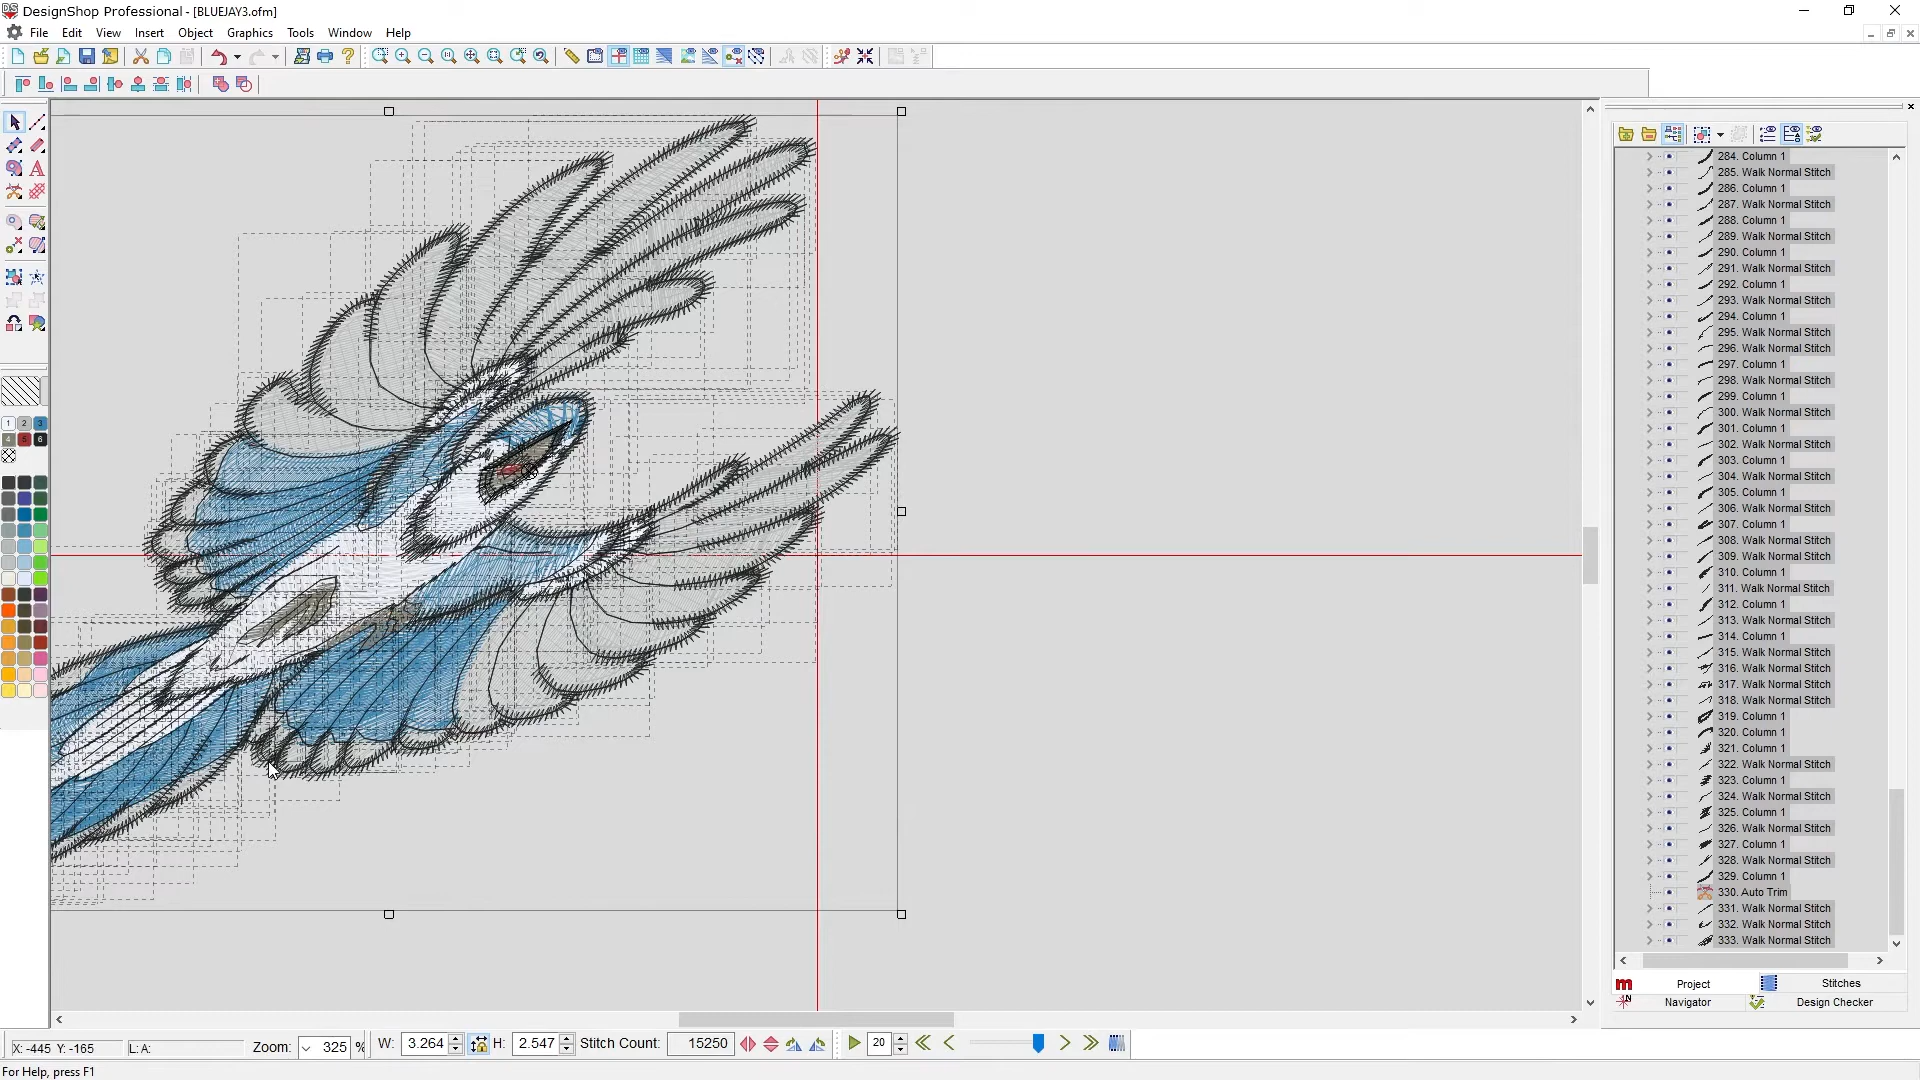 DesignShop Professional - [BLUEJAY3.ofm]
File Edit View Insert Object Graphics Tools Window Help
1 2 3
4 5 6
284. Column 1
285. Walk Normal Stitch
286. Column 1
287. Walk Normal Stitch
288. Column 1
289. Walk Normal Stitch
290. Column 1
291. Walk Normal Stitch
292. Column 1
293. Walk Normal Stitch
294. Column 1
295. Walk Normal Stitch
296. Walk Normal Stitch
297. Column 1
298. Walk Normal Stitch
299. Column 1
300. Walk Normal Stitch
301. Column 1
302. Walk Normal Stitch
303. Column 1
304. Walk Normal Stitch
305. Column 1
306. Walk Normal Stitch
307. Column 1
308. Walk Normal Stitch
309. Walk Normal Stitch
310. Column 1
311. Walk Normal Stitch
312. Column 1
313. Walk Normal Stitch
314. Column 1
315. Walk Normal Stitch
316. Walk Normal Stitch
317. Walk Normal Stitch
318. Walk Normal Stitch
319. Column 1
320. Column 1
321. Column 1
322. Walk Normal Stitch
323. Column 1
324. Walk Normal Stitch
325. Column 1
326. Walk Normal Stitch
327. Column 1
328. Walk Normal Stitch
329. Column 1
330. Auto Trim
331. Walk Normal Stitch
332. Walk Normal Stitch
333. Walk Normal Stitch
Project Stitches
Navigator Design Checker
X: -445 Y: -165 L: A: Zoom: 325 % W: 3.264 H: 2.547 Stitch Count: 15250 20
For Help, press F1